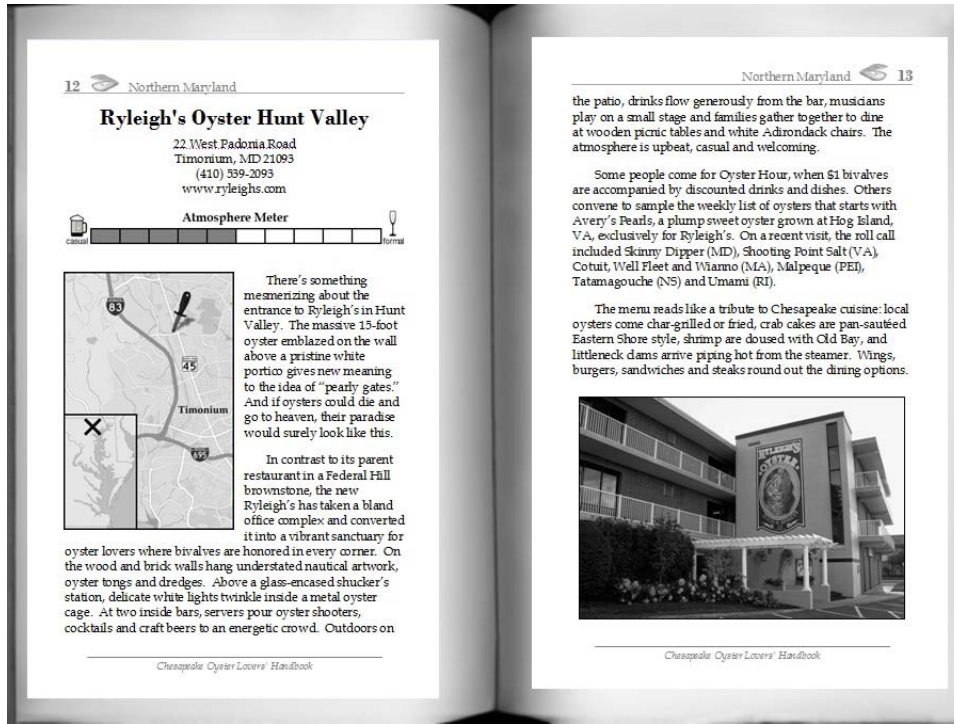 12 Northern Maryland
Ryleigh's Oyster Hunt Valley
22 West Padonia Road
Timonium, MD 21093
(410) 539-2093
www.ryleighs.com
Atmosphere Meter
casual
formal
83
45
Timonium
695
There's something
mesmerizing about the
entrance to Ryleigh's in Hunt
Valley. The massive 15-foot
oyster emblazed on the wall
above a pristine white
portico gives new meaning
to the idea of "pearly gates."
And if oysters could die and
go to heaven, their paradise
would surely look like this.
In contrast to its parent
restaurant in a Federal Hill
brownstone, the new
Ryleigh's has taken a bland
office complex and converted
it into a vibrant sanctuary for
oyster lovers where bivalves are honored in every corner. On
the wood and brick walls hang understated nautical artwork,
oyster tongs and dredges. Above a glass-encased shucker's
station, delicate white lights twinkle inside a metal oyster
cage. At two inside bars, servers pour oyster shooters,
cocktails and craft beers to an energetic crowd. Outdoors on
Chesapeake Oyster Lovers' Handbook
Northern Maryland 13
the patio, drinks flow generously from the bar, musicians
play on a small stage and families gather together to dine
at wooden picnic tables and white Adirondack chairs. The
atmosphere is upbeat, casual and welcoming.
Some people come for Oyster Hour, when $1 bivalves
are accompanied by discounted drinks and dishes. Others
convene to sample the weekly list of oysters that starts with
Avery's Pearls, a plump sweet oyster grown at Hog Island,
VA, exclusively for Ryleigh's. On a recent visit, the roll call
included Skinny Dipper (MD), Shooting Point Salt (VA),
Cotuit, Well Fleet and Wianno (MA), Malpeque (PEI),
Tatamagouche (NS) and Umami (RI).
The menu reads like a tribute to Chesapeake cuisine: local
oysters come char-grilled or fried, crab cakes are pan-sautéed
Eastern Shore style, shrimp are doused with Old Bay, and
littleneck clams arrive piping hot from the steamer. Wings,
burgers, sandwiches and steaks round out the dining options.
RYLEIGH'S
OYSTER
Chesapeake Oyster Lovers' Handbook